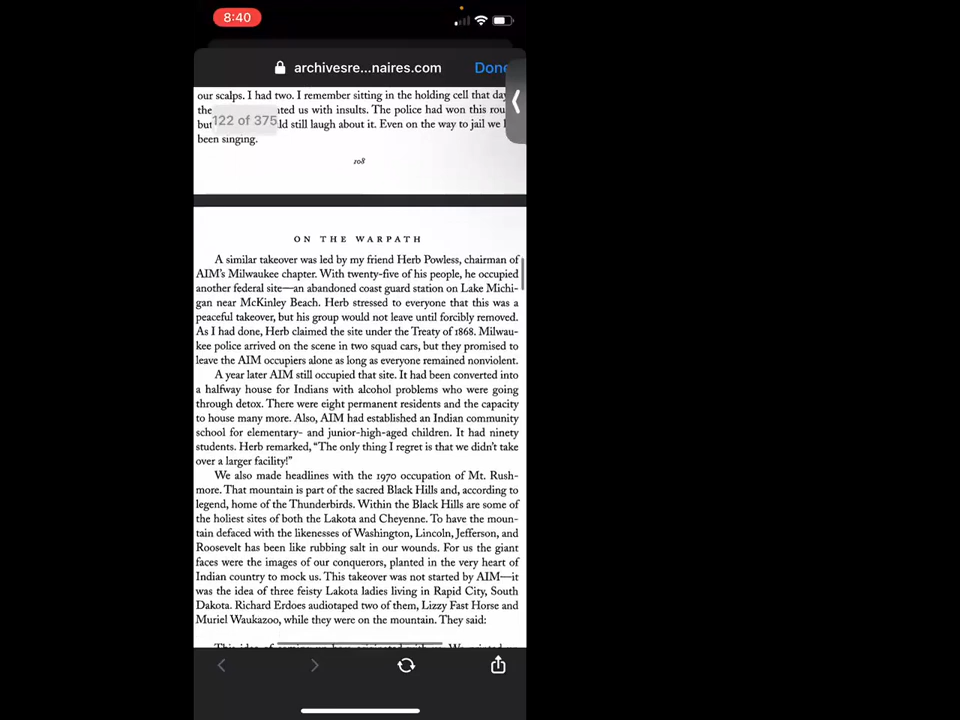 8:40
archivesre...naires.com
Done
our scalps. I had two. I remember sitting in the holding cell that day
the ted us with insults. The police had won this rou
122 of 375
but ld still laugh about it. Even on the way to jail we
been singing.
108
ON THE WARPATH
A similar takeover was led by my friend Herb Powless, chairman of
AIM's Milwaukee chapter. With twenty-five of his people, he occupied
another federal site—an abandoned coast guard station on Lake Michi-
gan near McKinley Beach. Herb stressed to everyone that this was a
peaceful takeover, but his group would not leave until forcibly removed.
As I had done, Herb claimed the site under the Treaty of 1868. Milwau-
kee police arrived on the scene in two squad cars, but they promised to
leave the AIM occupiers alone as long as everyone remained nonviolent.
A year later AIM still occupied that site. It had been converted into
a halfway house for Indians with alcohol problems who were going
through detox. There were eight permanent residents and the capacity
to house many more. Also, AIM had established an Indian community
school for elementary- and junior-high-aged children. It had ninety
students. Herb remarked, "The only thing I regret is that we didn't take
over a larger facility!"
We also made headlines with the 1970 occupation of Mt. Rush-
more. That mountain is part of the sacred Black Hills and, according to
legend, home of the Thunderbirds. Within the Black Hills are some of
the holiest sites of both the Lakota and Cheyenne. To have the moun-
tain defaced with the likenesses of Washington, Lincoln, Jefferson, and
Roosevelt has been like rubbing salt in our wounds. For us the giant
faces were the images of our conquerors, planted in the very heart of
Indian country to mock us. This takeover was not started by AIM—it
was the idea of three feisty Lakota ladies living in Rapid City, South
Dakota. Richard Erdoes audiotaped two of them, Lizzy Fast Horse and
Muriel Waukazoo, while they were on the mountain. They said: